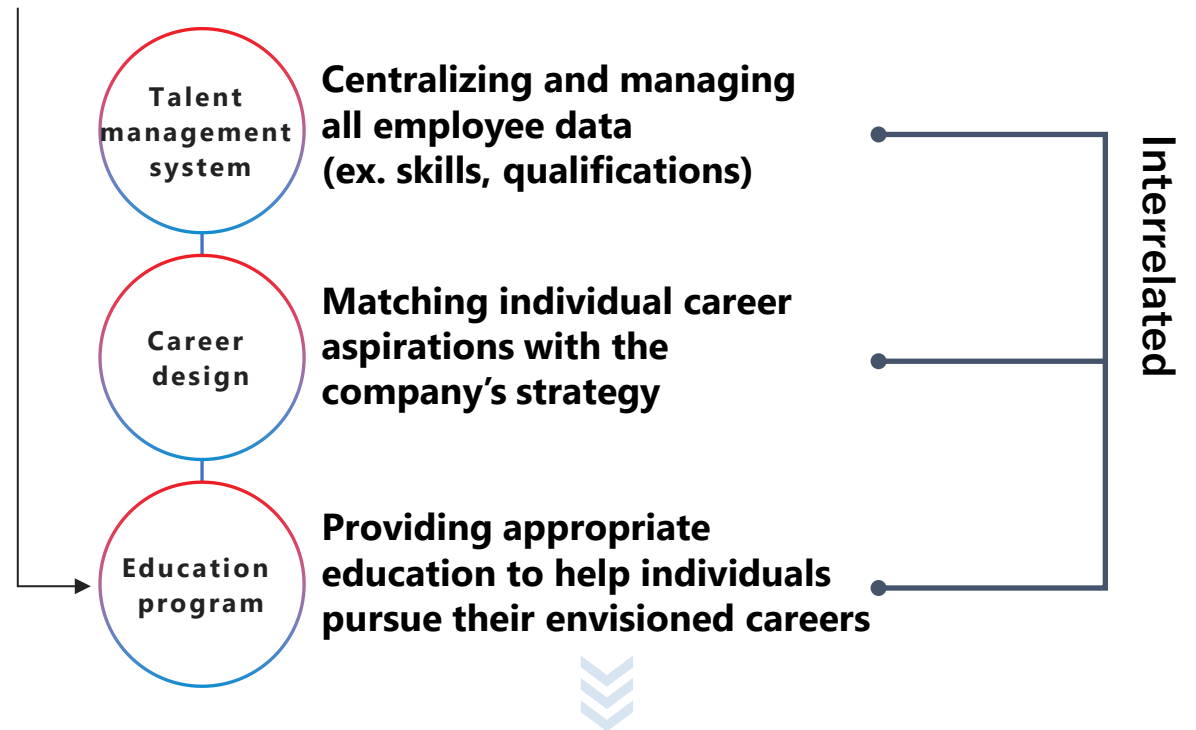 Talent
management
system
Centralizing and managing
all employee data
(ex. skills, qualifications)
Career
design
Matching individual career
aspirations with the
company’s strategy
Education
program
Providing appropriate
education to help individuals
pursue their envisioned careers
Interrelated